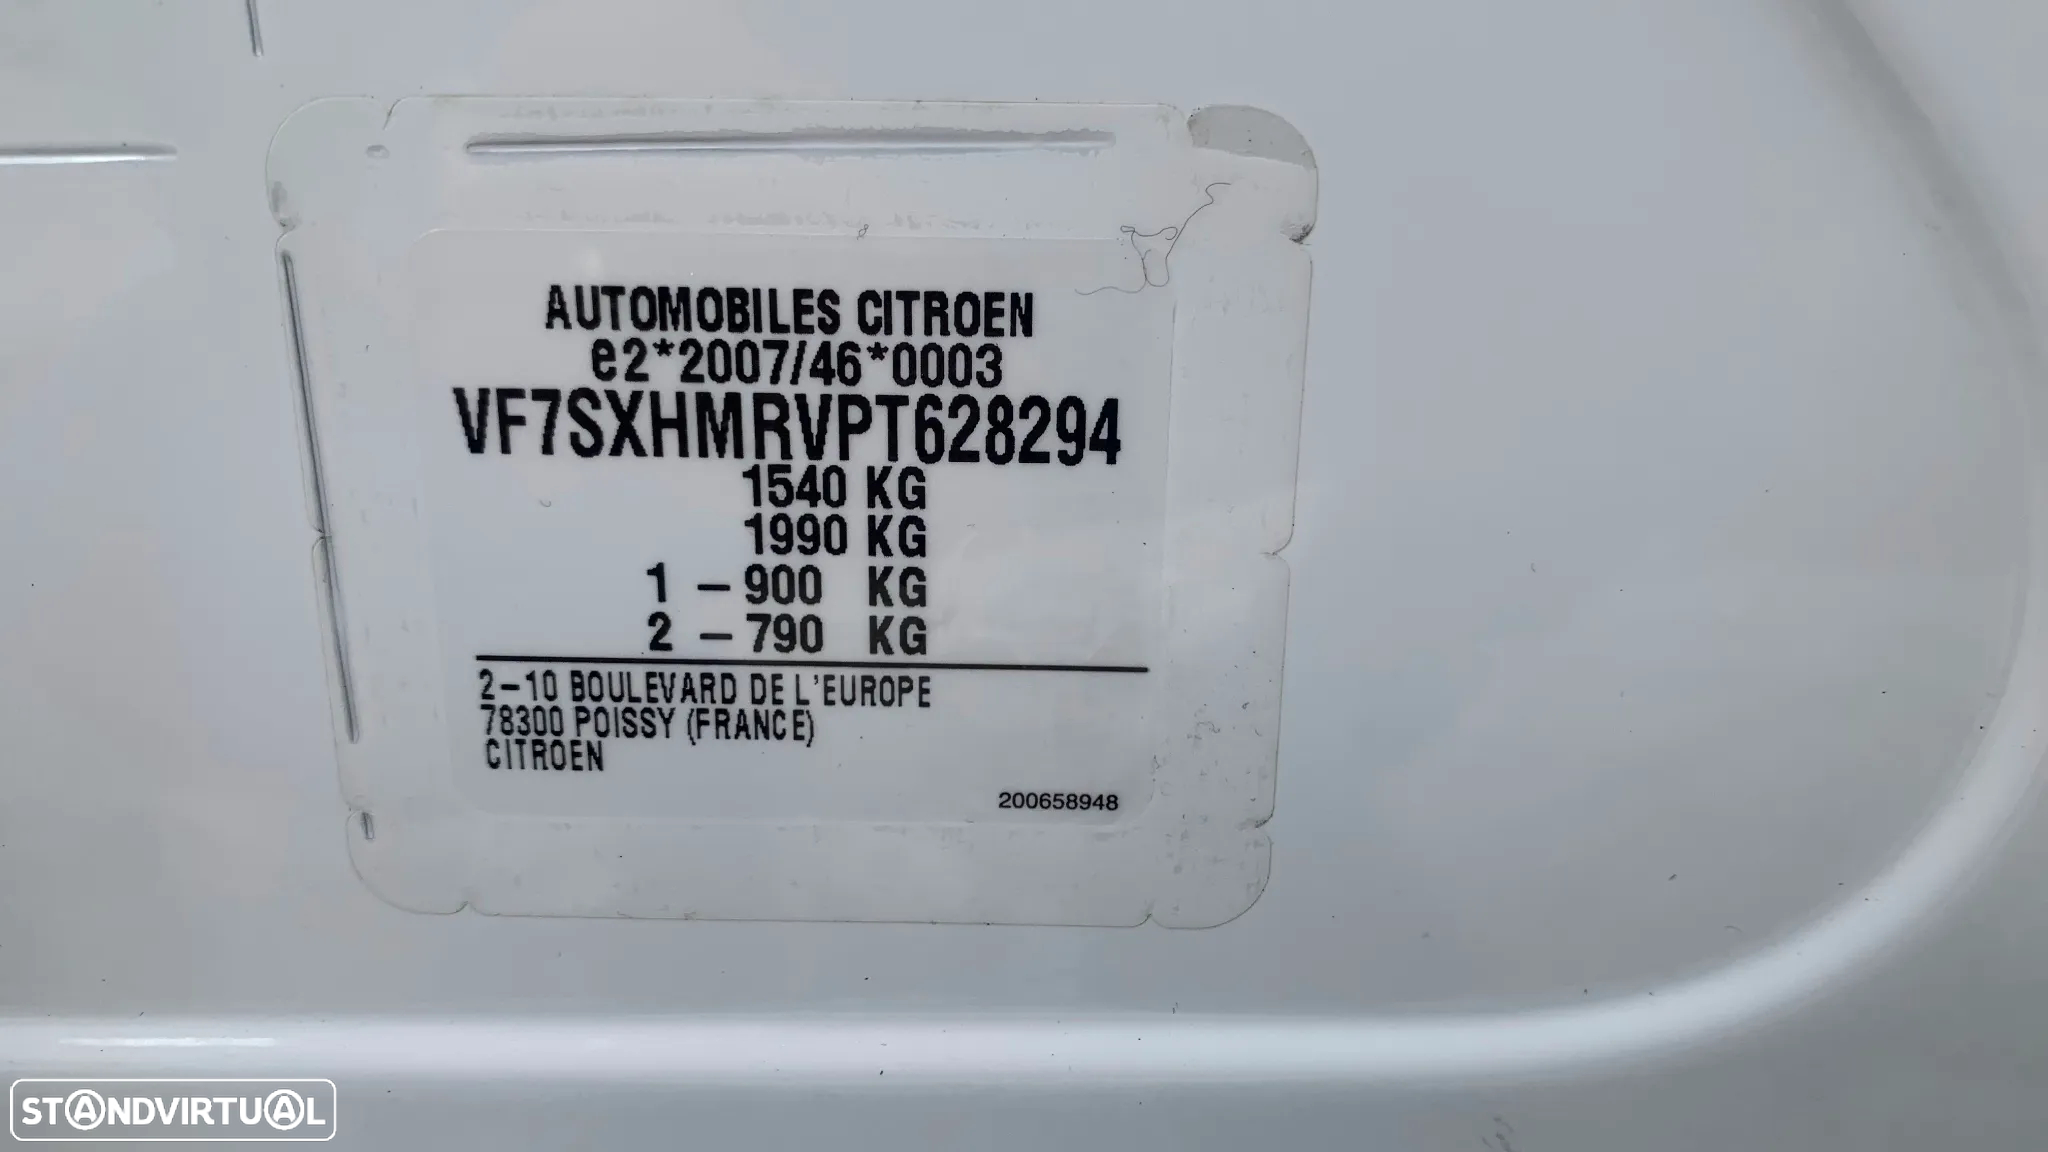 AUTOMOBILES CITROEN
e2*2007/46*0003
VF7SXHMRVPT628294
1540 KG
1990 KG
1 – 900 KG
2 – 790 KG
2–10 BOULEVARD DE L'EUROPE
78300 POISSY (FRANCE)
CITROEN
200658948
STANDVIRTUAL